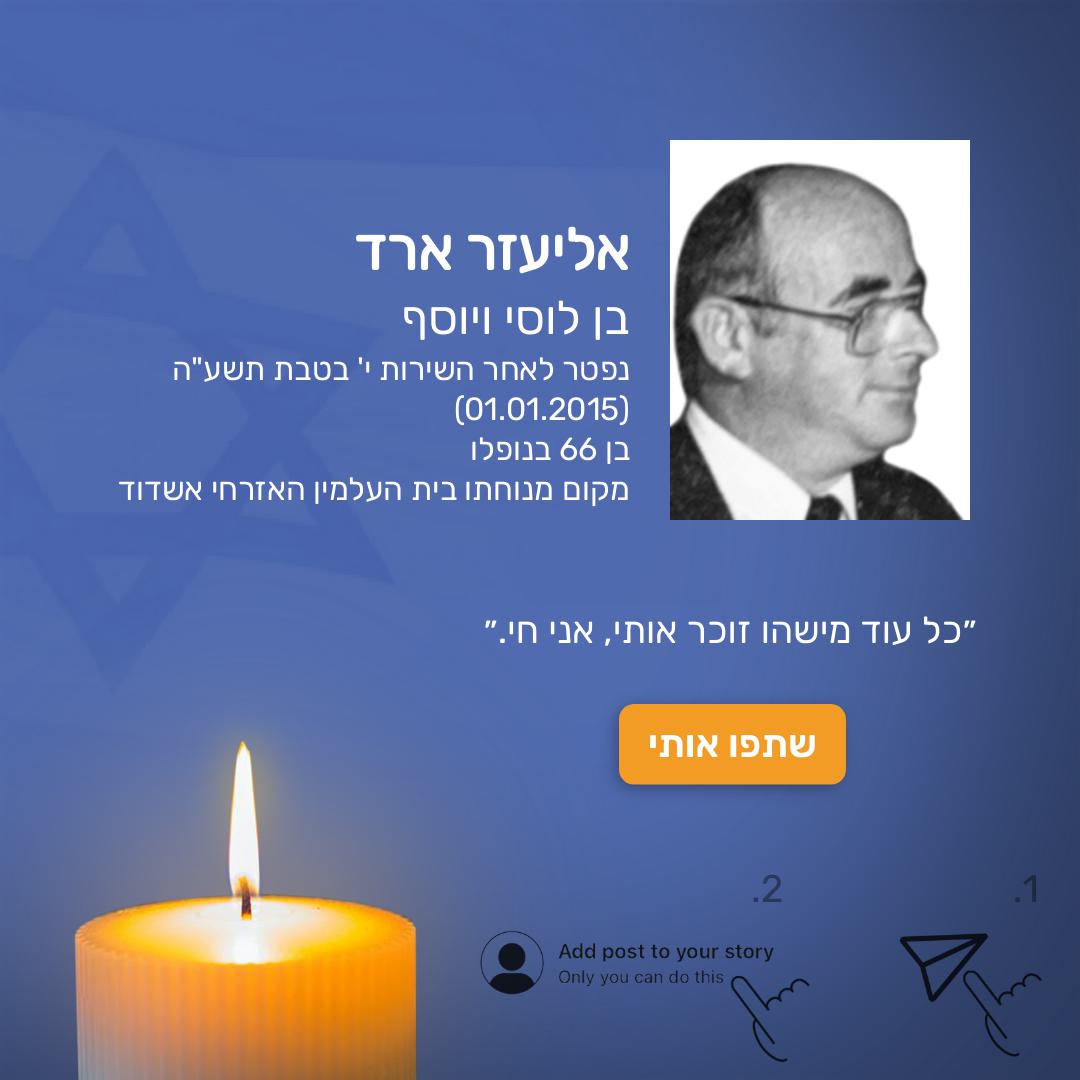 אליעזר ארד
בן לוסי ויוסף
נפטר לאחר השירות י' בטבת תשע"ה
(01.01.2015)
בן 66 בנופלו
מקום מנוחתו בית העלמין האזרחי אשדוד
״כל עוד מישהו זוכר אותי, אני חי.״
שתפו אותי
.1
.2
Add post to your story
Only you can do this